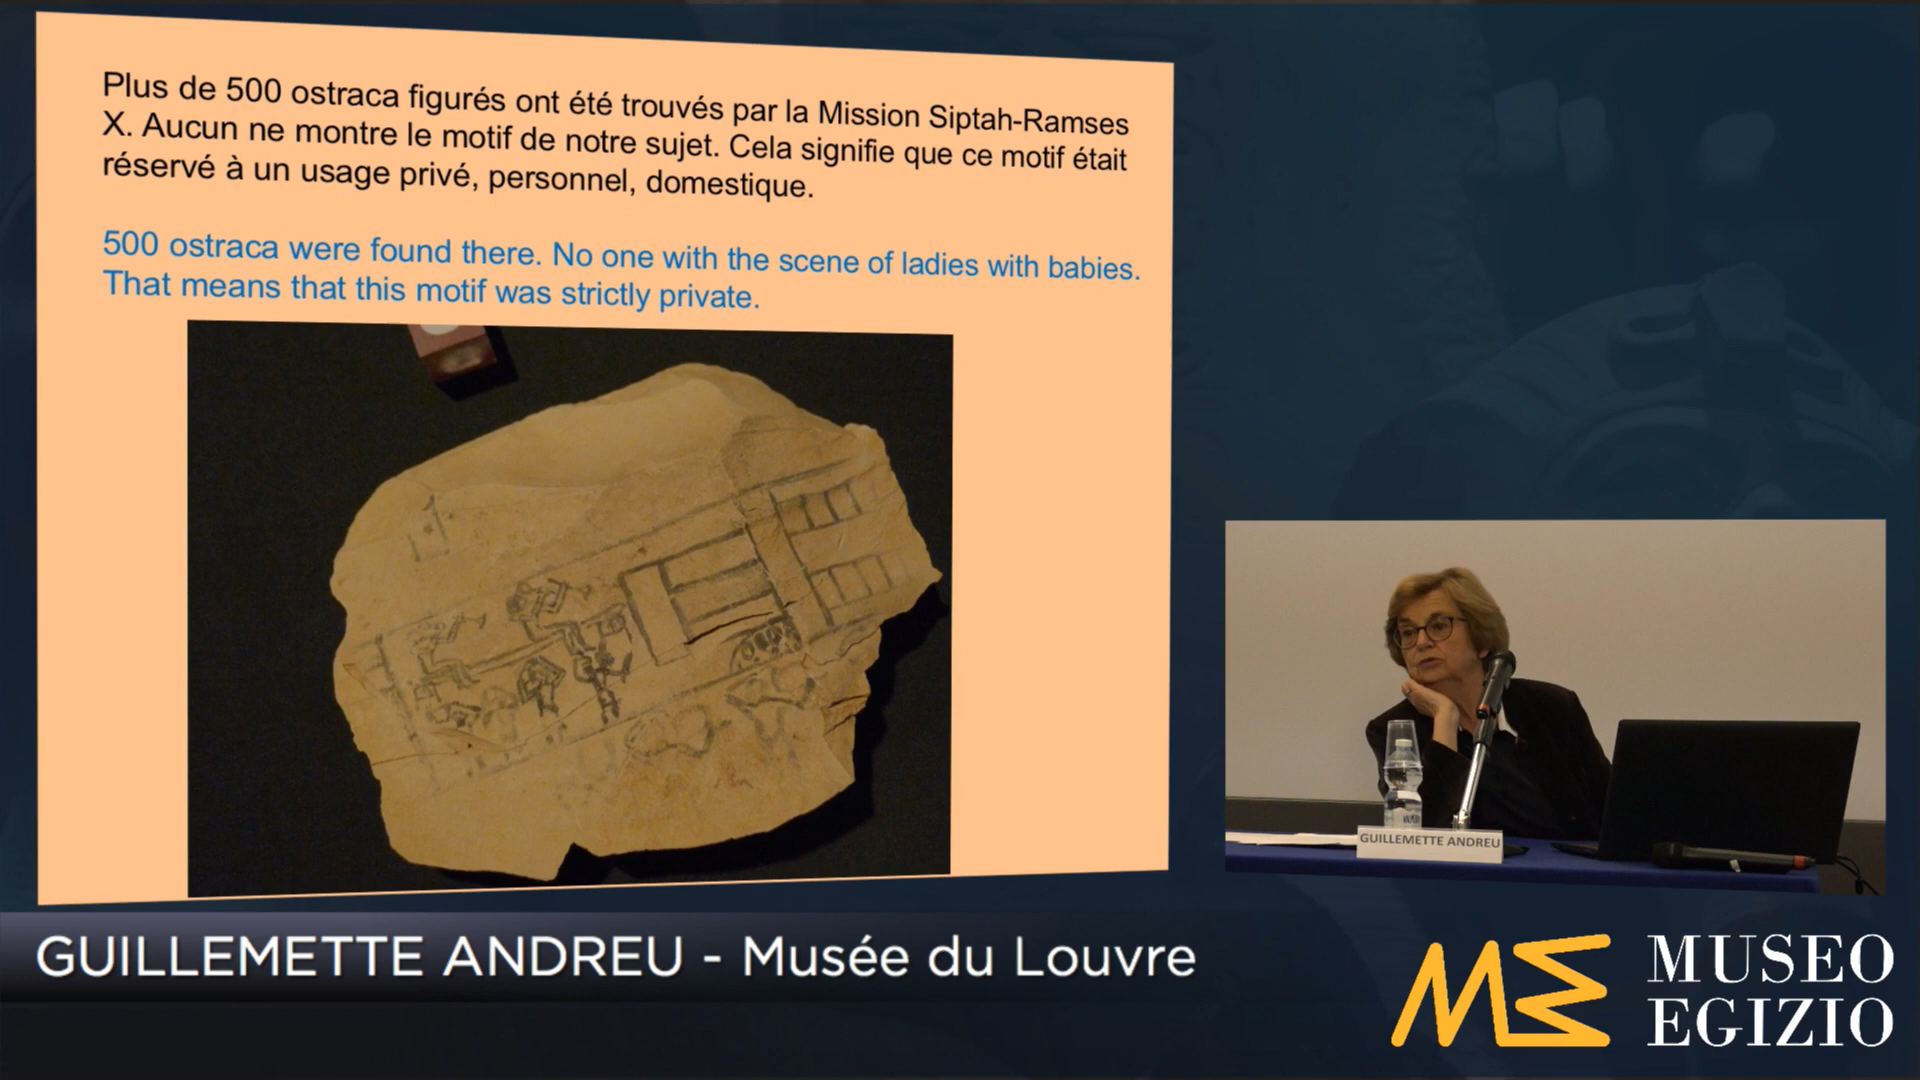 Plus de 500 ostraca figurés ont été trouvés par la Mission Siptah-Ramses
X. Aucun ne montre le motif de notre sujet. Cela signifie que ce motif était
réservé à un usage privé, personnel, domestique.
500 ostraca were found there. No one with the scene of ladies with babies.
That means that this motif was strictly private.
GUILLEMETTE ANDREU
GUILLEMETTE ANDREU - Musée du Louvre
ME
MUSEO
EGIZIO